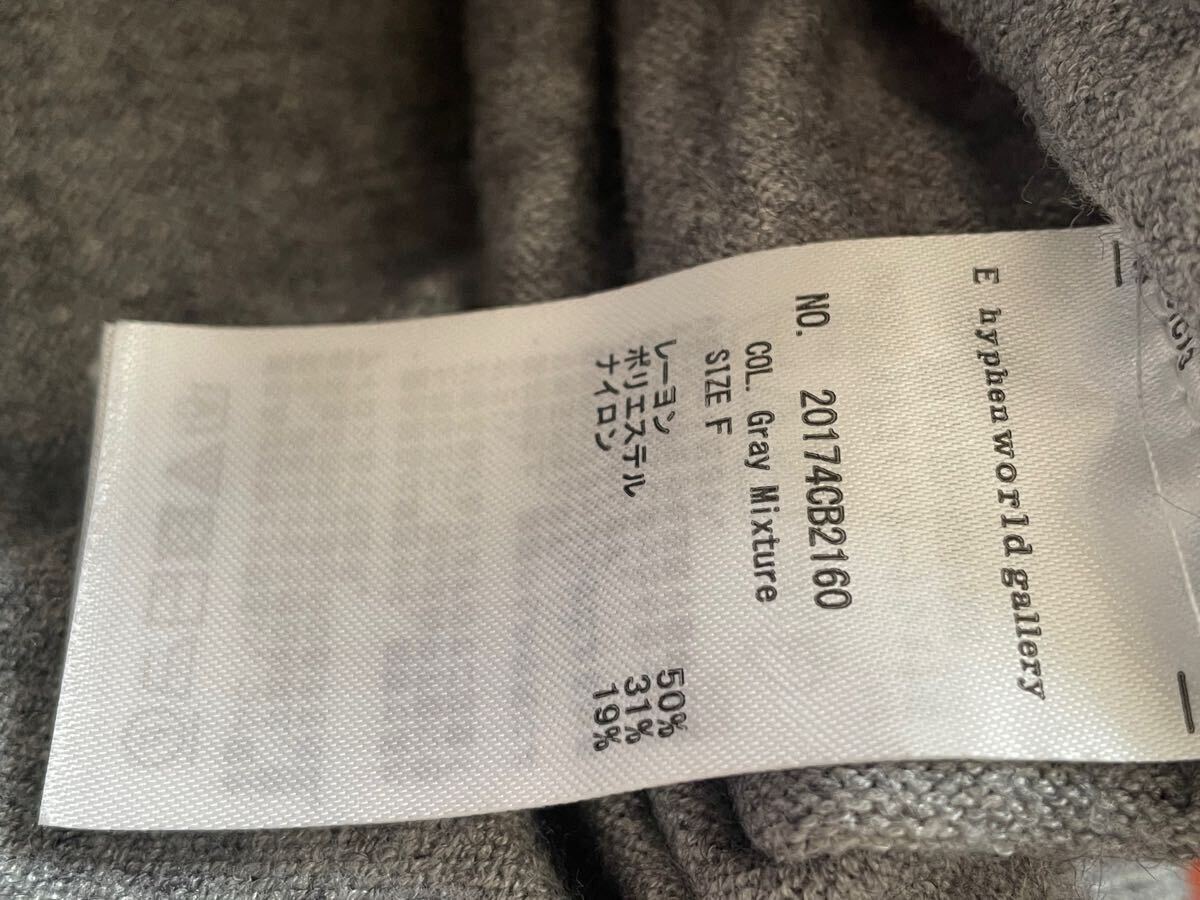 E hyphen world gallery
NO. 20174CB2160
COL. Gray Mixture
SIZE F
レーヨン 50%
ポリエステル 31%
ナイロン 19%